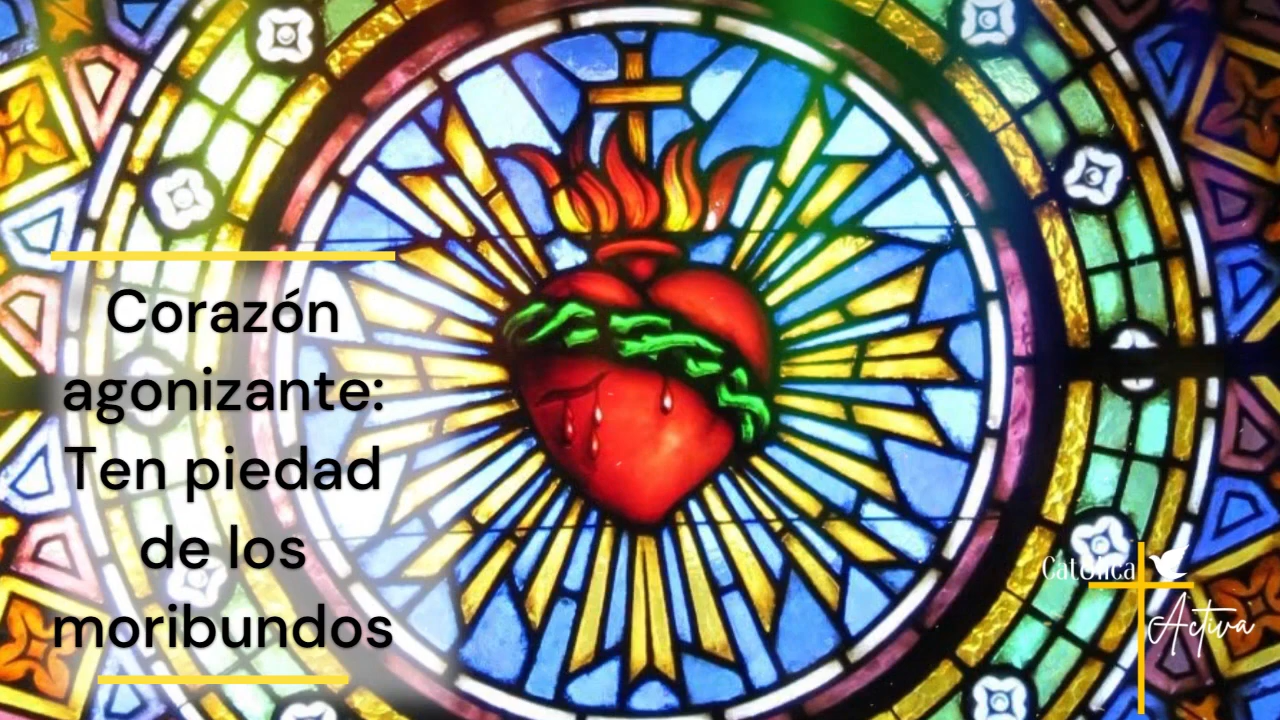 Corazón
agonizante:
Ten piedad
de los
moribundos
Católica
Activa